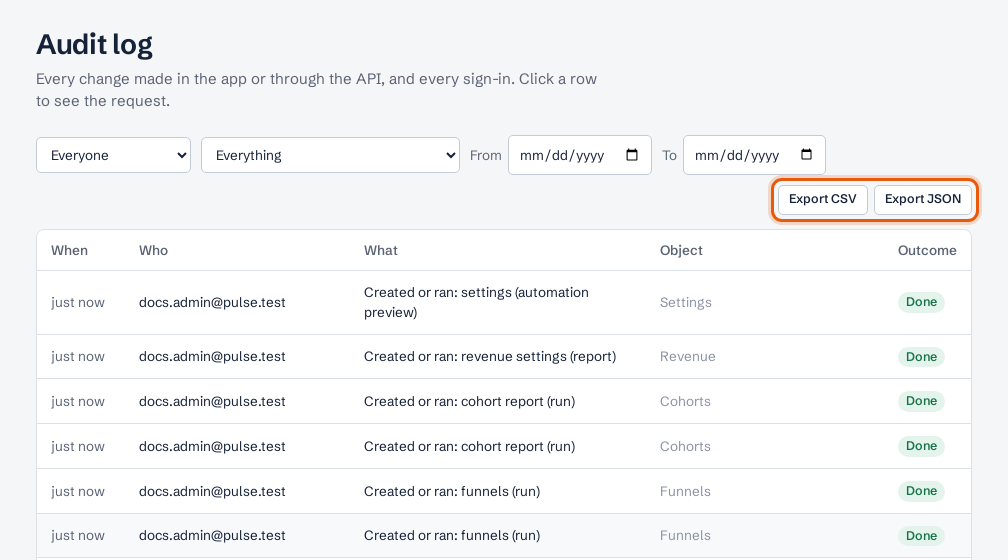 Audit log
Every change made in the app or through the API, and every sign-in. Click a row
to see the request.
Everyone Everything From mm/dd/yyyy To mm/dd/yyyy
Export CSV Export JSON
When Who What Object Outcome
just now docs.admin@pulse.test Created or ran: settings (automation
preview) Settings Done
just now docs.admin@pulse.test Created or ran: revenue settings (report) Revenue Done
just now docs.admin@pulse.test Created or ran: cohort report (run) Cohorts Done
just now docs.admin@pulse.test Created or ran: cohort report (run) Cohorts Done
just now docs.admin@pulse.test Created or ran: funnels (run) Funnels Done
just now docs.admin@pulse.test Created or ran: funnels (run) Funnels Done